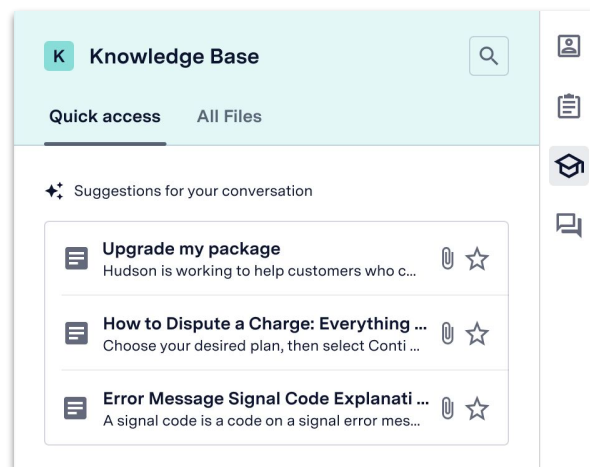 K Knowledge Base
Quick access All Files
Suggestions for your conversation
Upgrade my package
Hudson is working to help customers who c...
How to Dispute a Charge: Everything ...
Choose your desired plan, then select Conti ...
Error Message Signal Code Explanati ...
A signal code is a code on a signal error mes...